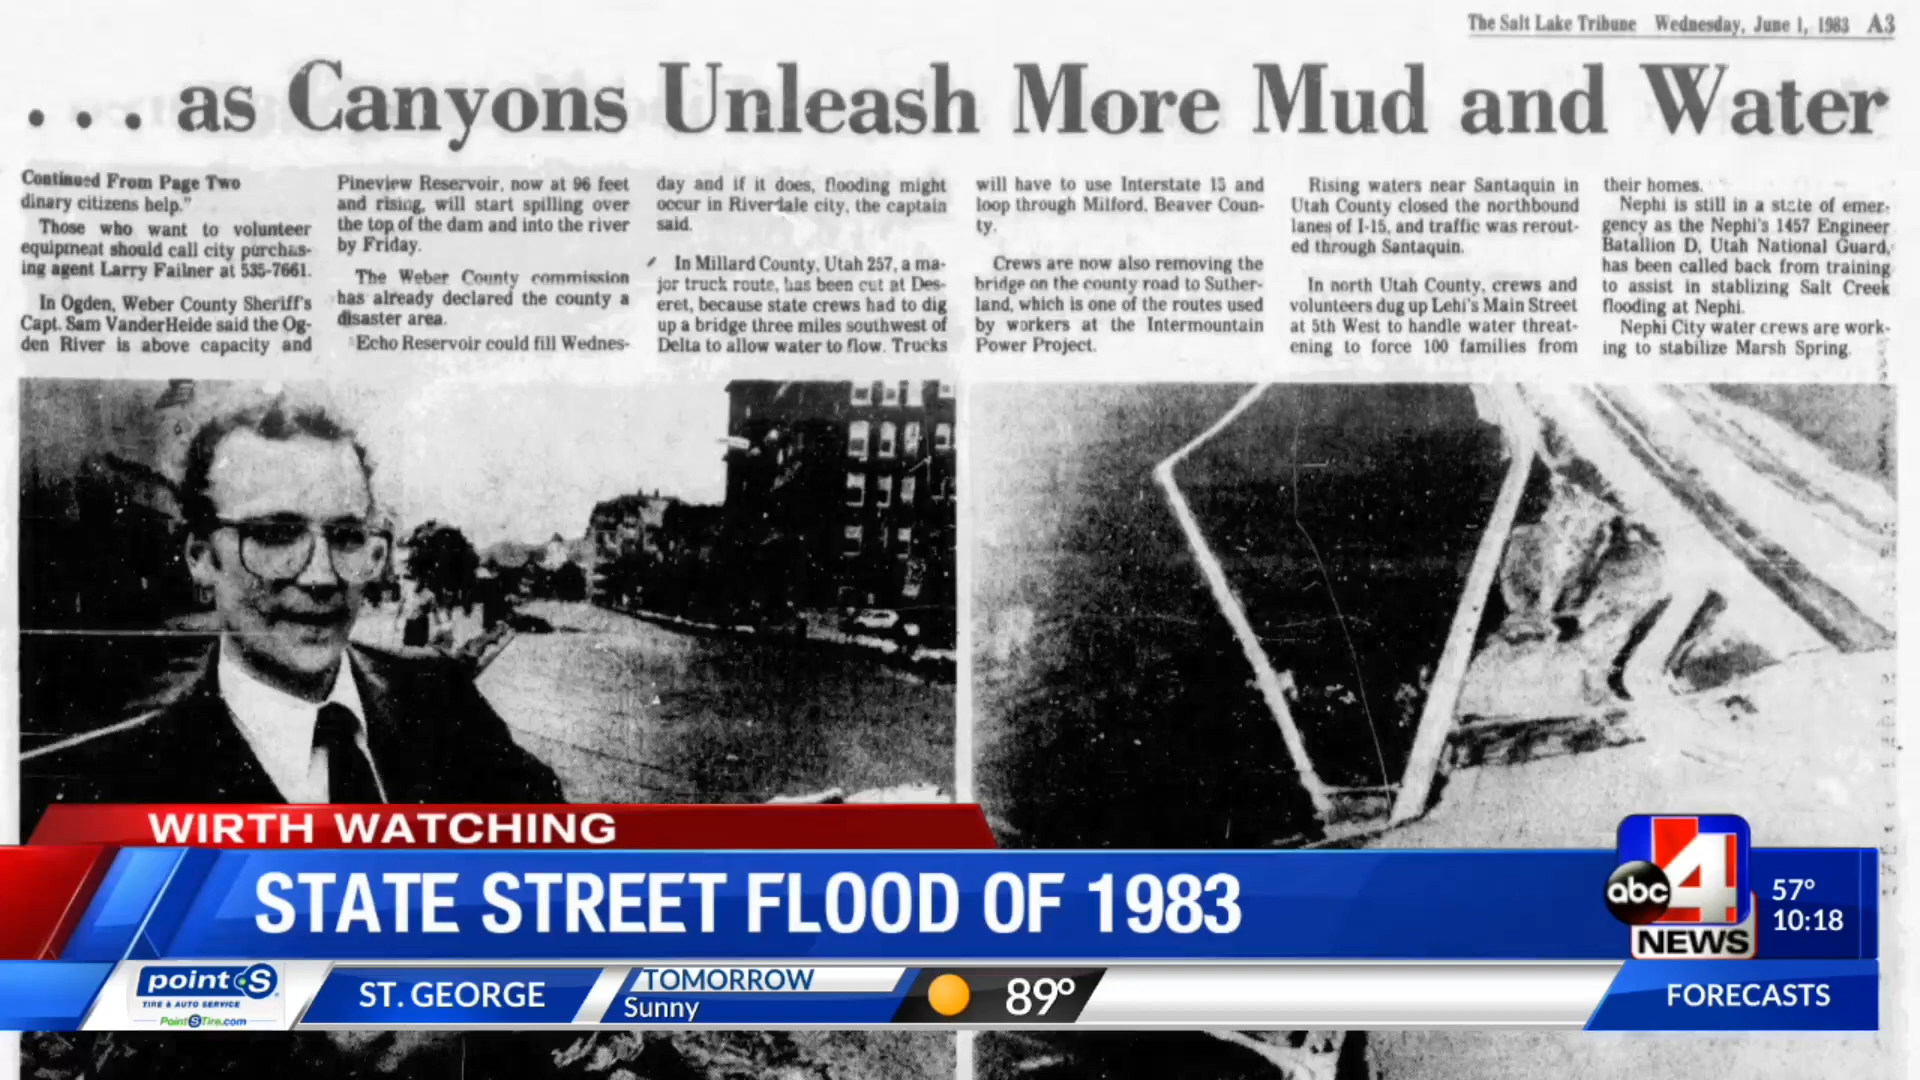 The Salt Lake Tribune Wednesday, June 1, 1983 A3
. . . as Canyons Unleash More Mud and Water
Continued From Page Two
dinary citizens help."
Those who want to volunteer
equipment should call city purchas-
ing agent Larry Failner at 535-7661.
In Ogden, Weber County Sheriff's
Capt. Sam VanderHeide said the Og-
den River is above capacity and
Pineview Reservoir, now at 96 feet
and rising, will start spilling over
the top of the dam and into the river
by Friday.
The Weber County commission
has already declared the county a
disaster area.
Echo Reservoir could fill Wednes-
day and if it does, flooding might
occur in Riverdale city, the captain
said.
In Millard County, Utah 257, a ma-
jor truck route, has been cut at Des-
eret, because state crews had to dig
up a bridge three miles southwest of
Delta to allow water to flow. Trucks
will have to use Interstate 15 and
loop through Milford, Beaver Coun-
ty.
Crews are now also removing the
bridge on the county road to Suther-
land, which is one of the routes used
by workers at the Intermountain
Power Project.
Rising waters near Santaquin in
Utah County closed the northbound
lanes of I-15, and traffic was rerout-
ed through Santaquin.
In north Utah County, crews and
volunteers dug up Lehi's Main Street
at 5th West to handle water threat-
ening to force 100 families from
their homes.
Nephi is still in a state of emer-
gency as the Nephi's 1457 Engineer
Batallion D, Utah National Guard,
has been called back from training
to assist in stablizing Salt Creek
flooding at Nephi.
Nephi City water crews are work-
ing to stabilize Marsh Spring.
WIRTH WATCHING
STATE STREET FLOOD OF 1983
abc 4
NEWS
57°
10:18
point S
TIRE & AUTO SERVICE
PointSTire.com
ST. GEORGE
TOMORROW
Sunny
89°
FORECASTS